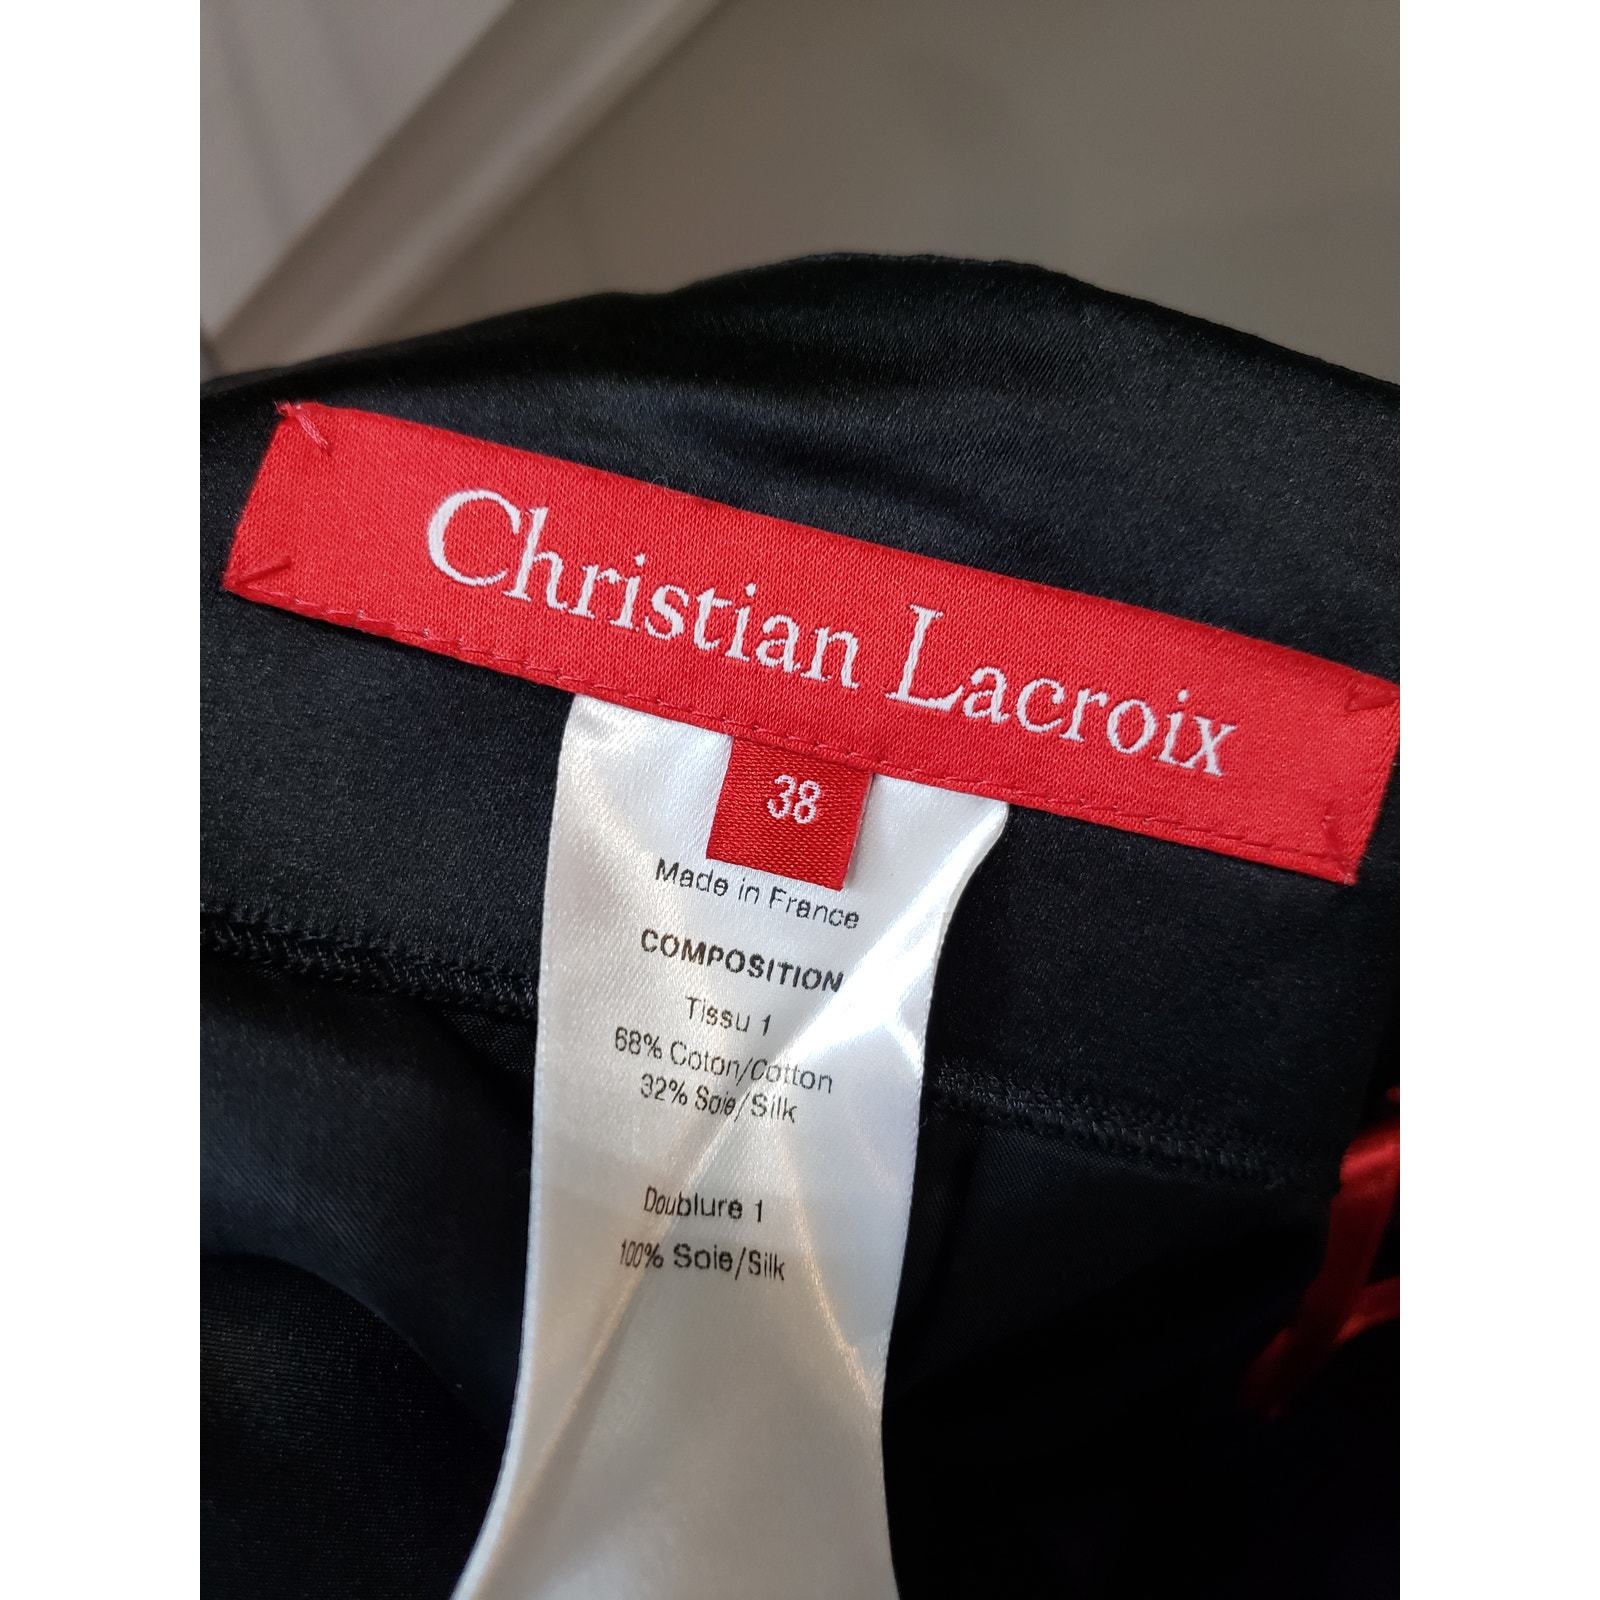 Christian Lacroix
38
Made in France
COMPOSITION
Tissu 1
68% Coton/Cotton
32% Soie/Silk
Doublure 1
100% Soie/Silk